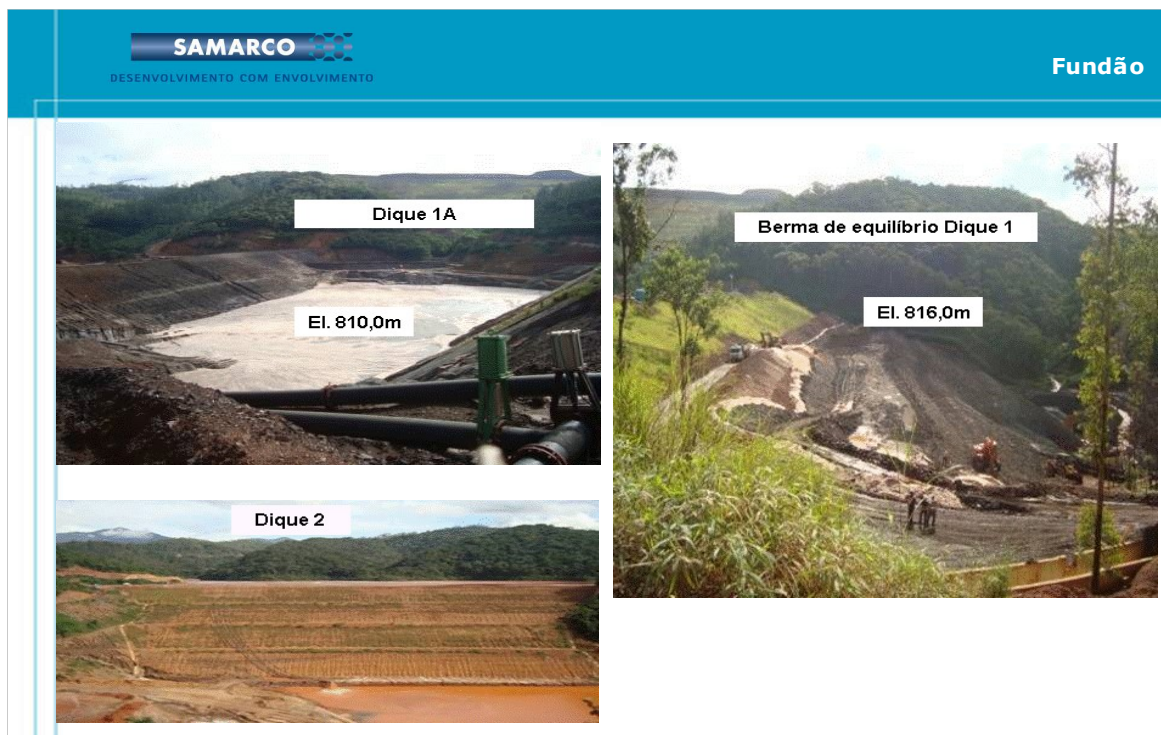 SAMARCO
DESENVOLVIMENTO COM ENVOLVIMENTO
Fundão
Dique 1A
El. 810,0m
Berma de equilíbrio Dique 1
El. 816,0m
Dique 2